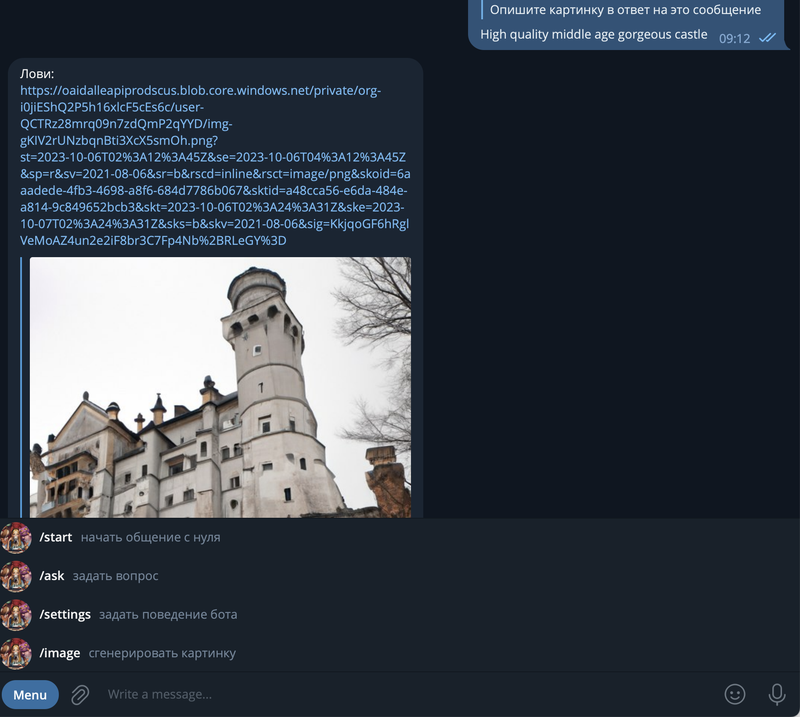 Опишите картинку в ответ на это сообщение
High quality middle age gorgeous castle
09:12
Лови:
https://oaidalleapiprodscus.blob.core.windows.net/private/org-
i0jiEShQ2P5h16xlcF5cEs6c/user-
QCTRz28mrq09n7zdQmP2qYYD/img-
gKlV2rUNzbqnBti3XcX5smOh.png?
st=2023-10-06T02%3A12%3A45Z&se=2023-10-06T04%3A12%3A45Z
&sp=r&sv=2021-08-06&sr=b&rscd=inline&rsct=image/png&skoid=6a
aadede-4fb3-4698-a8f6-684d7786b067&sktid=a48cca56-e6da-484e-
a814-9c849652bcb3&skt=2023-10-06T02%3A24%3A31Z&ske=2023-
10-07T02%3A24%3A31Z&sks=b&skv=2021-08-06&sig=KkjqoGF6hRgl
VeMoAZ4un2e2iF8br3C7Fp4Nb%2BRLeGY%3D
/start начать общение с нуля
/ask задать вопрос
/settings задать поведение бота
/image сгенерировать картинку
Menu
Write a message...